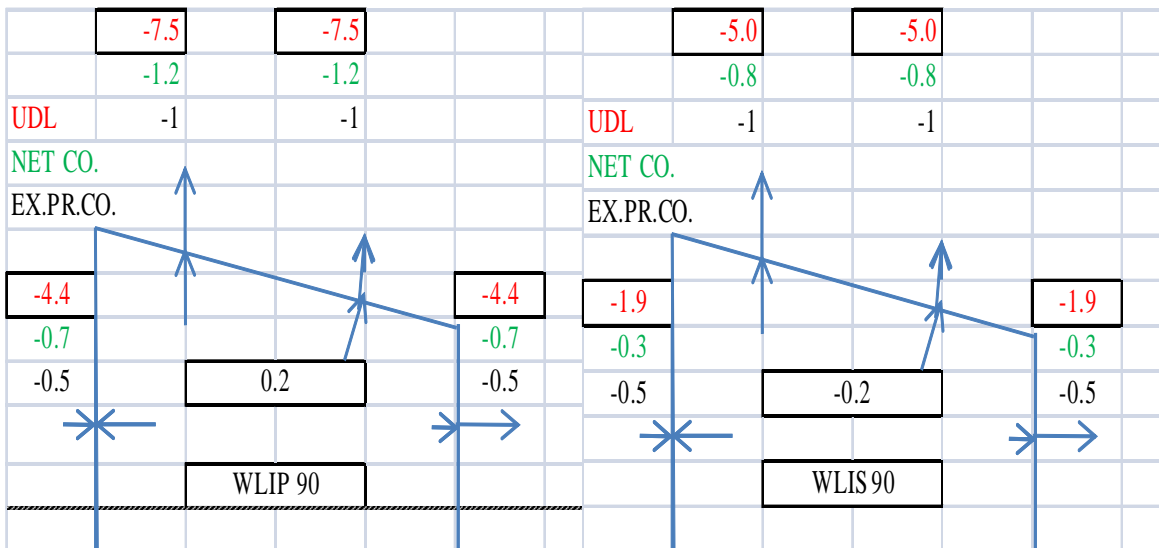 -7.5 -7.5
-1.2 -1.2
UDL -1 -1
NET CO.
EX.PR.CO.
-4.4 -4.4
-0.7 -0.7
-0.5 0.2 -0.5
WLIP 90
-5.0 -5.0
-0.8 -0.8
UDL -1 -1
NET CO.
EX.PR.CO.
-1.9 -1.9
-0.3 -0.3
-0.5 -0.2 -0.5
WLIS 90